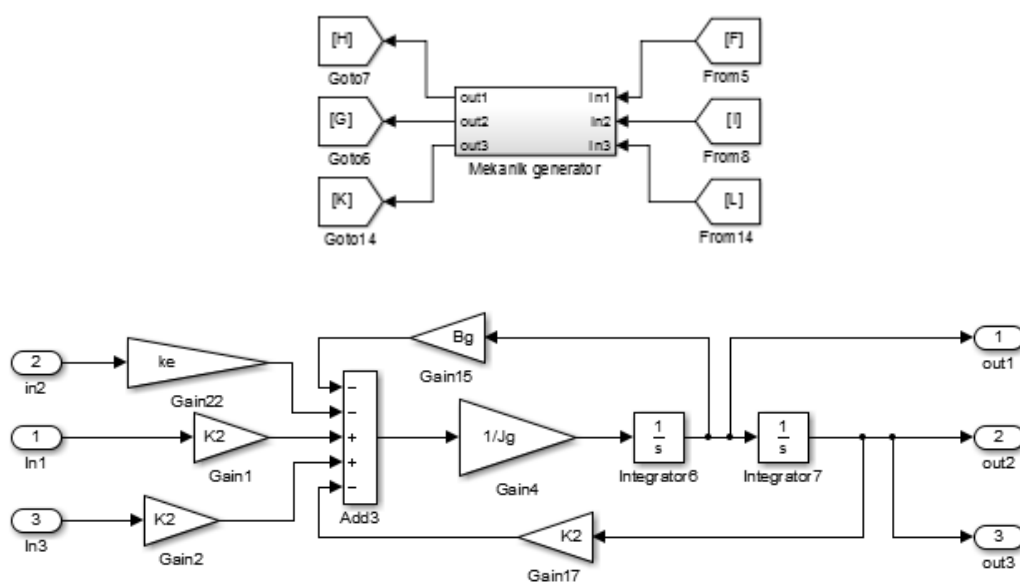 [H]
Goto7
[G]
Goto6
[K]
Goto14
out1
out2
out3
In1
In2
In3
Mekanik generator
[F]
From5
[I]
From8
[L]
From14
2
in2
ke
Gain22
1
In1
K2
Gain1
3
In3
K2
Gain2
Bg
Gain15
−
−
+
+
−
Add3
1/Jg
Gain4
1
s
Integrator6
1
s
Integrator7
K2
Gain17
1
out1
2
out2
3
out3